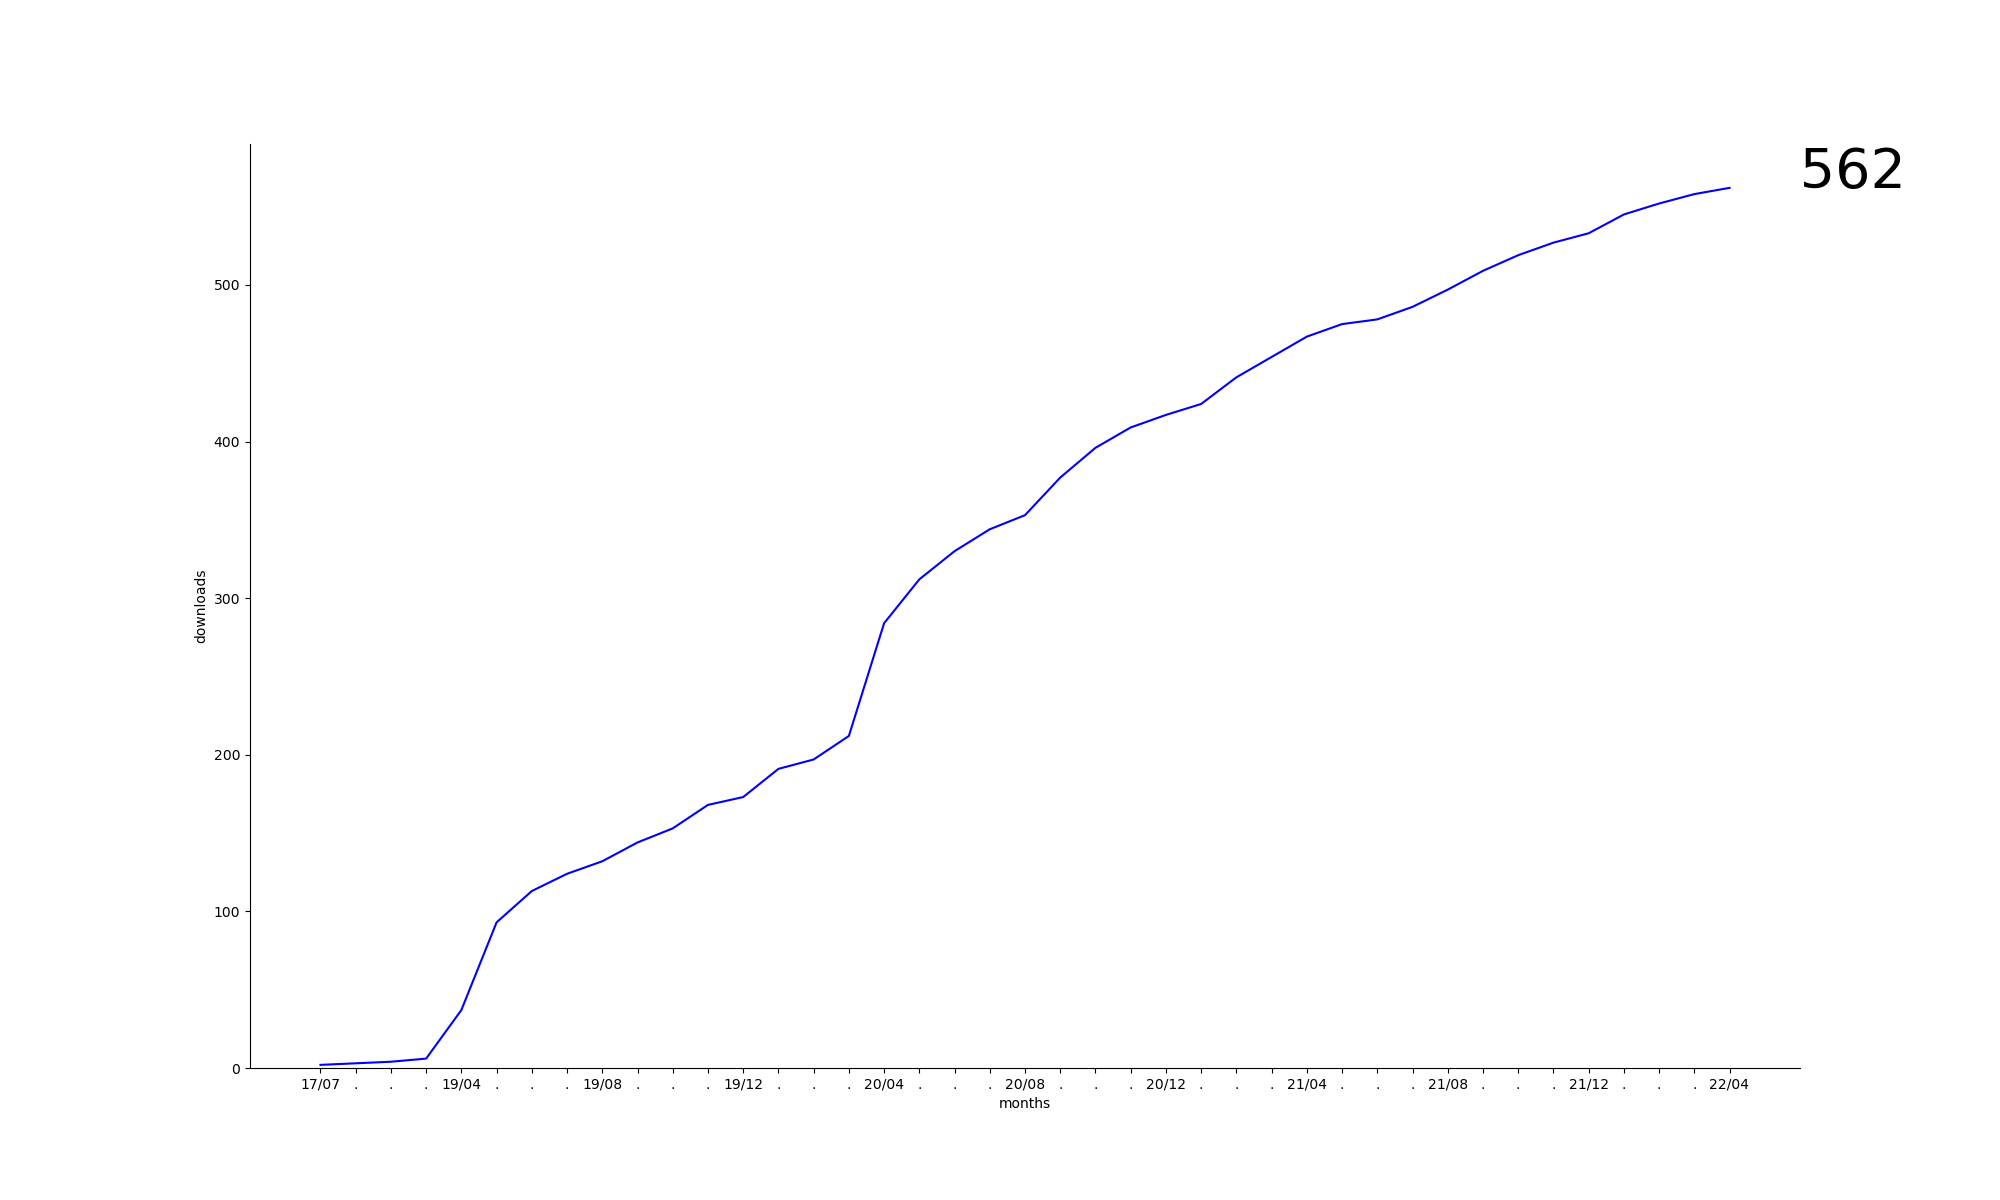 562
500
400
300
200
100
0
downloads
17/07 . . . 19/04 . . . 19/08 . . . 19/12 . . . 20/04 . . . 20/08 . . . 20/12 . . . 21/04 . . . 21/08 . . . 21/12 . . . 22/04
months